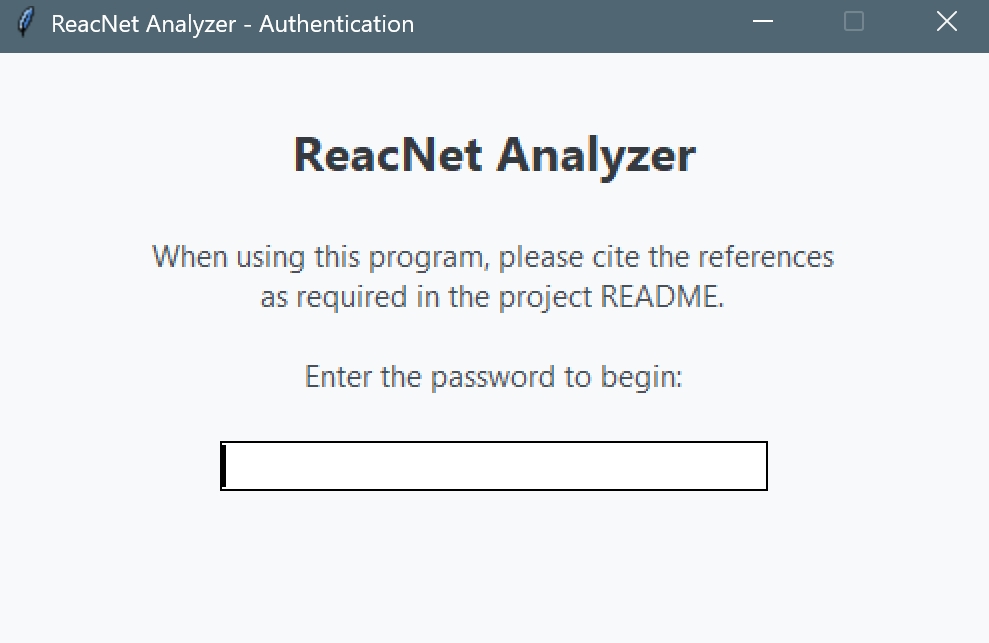 ReacNet Analyzer - Authentication
ReacNet Analyzer
When using this program, please cite the references
as required in the project README.
Enter the password to begin: